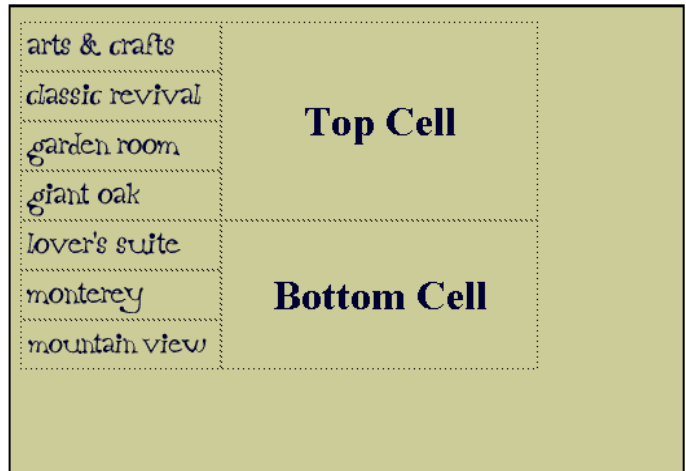 arts & crafts
classic revival
garden room
giant oak
lover's suite
monterey
mountain view
Top Cell
Bottom Cell